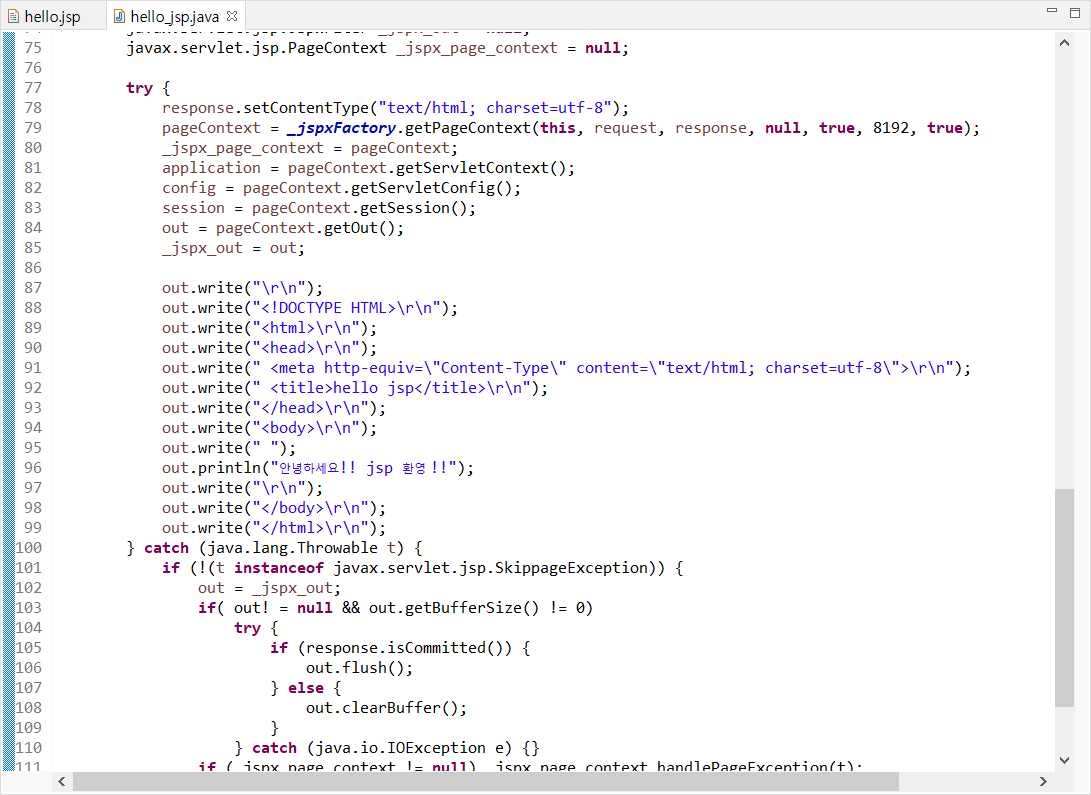 hello.jsp hello_jsp.java
75 javax.servlet.jsp.PageContext _jspx_page_context = null;
76
77 try {
78 response.setContentType("text/html; charset=utf-8");
79 pageContext = _jspxFactory.getPageContext(this, request, response, null, true, 8192, true);
80 _jspx_page_context = pageContext;
81 application = pageContext.getServletContext();
82 config = pageContext.getServletConfig();
83 session = pageContext.getSession();
84 out = pageContext.getOut();
85 _jspx_out = out;
86
87 out.write("\r\n");
88 out.write("<!DOCTYPE HTML>\r\n");
89 out.write("<html>\r\n");
90 out.write("<head>\r\n");
91 out.write(" <meta http-equiv=\"Content-Type\" content=\"text/html; charset=utf-8\">\r\n");
92 out.write(" <title>hello jsp</title>\r\n");
93 out.write("</head>\r\n");
94 out.write("<body>\r\n");
95 out.write(" ");
96 out.println("안녕하세요!! jsp 환영!!");
97 out.write("\r\n");
98 out.write("</body>\r\n");
99 out.write("</html>\r\n");
100 } catch (java.lang.Throwable t) {
101 if (!(t instanceof javax.servlet.jsp.SkippageException)) {
102 out = _jspx_out;
103 if( out! = null && out.getBufferSize() != 0)
104 try {
105 if (response.isCommitted()) {
106 out.flush();
107 } else {
108 out.clearBuffer();
109 }
110 } catch (java.io.IOException e) {}
111 if (_jspx_page_context != null) _jspx_page_context.handlePageException(t);